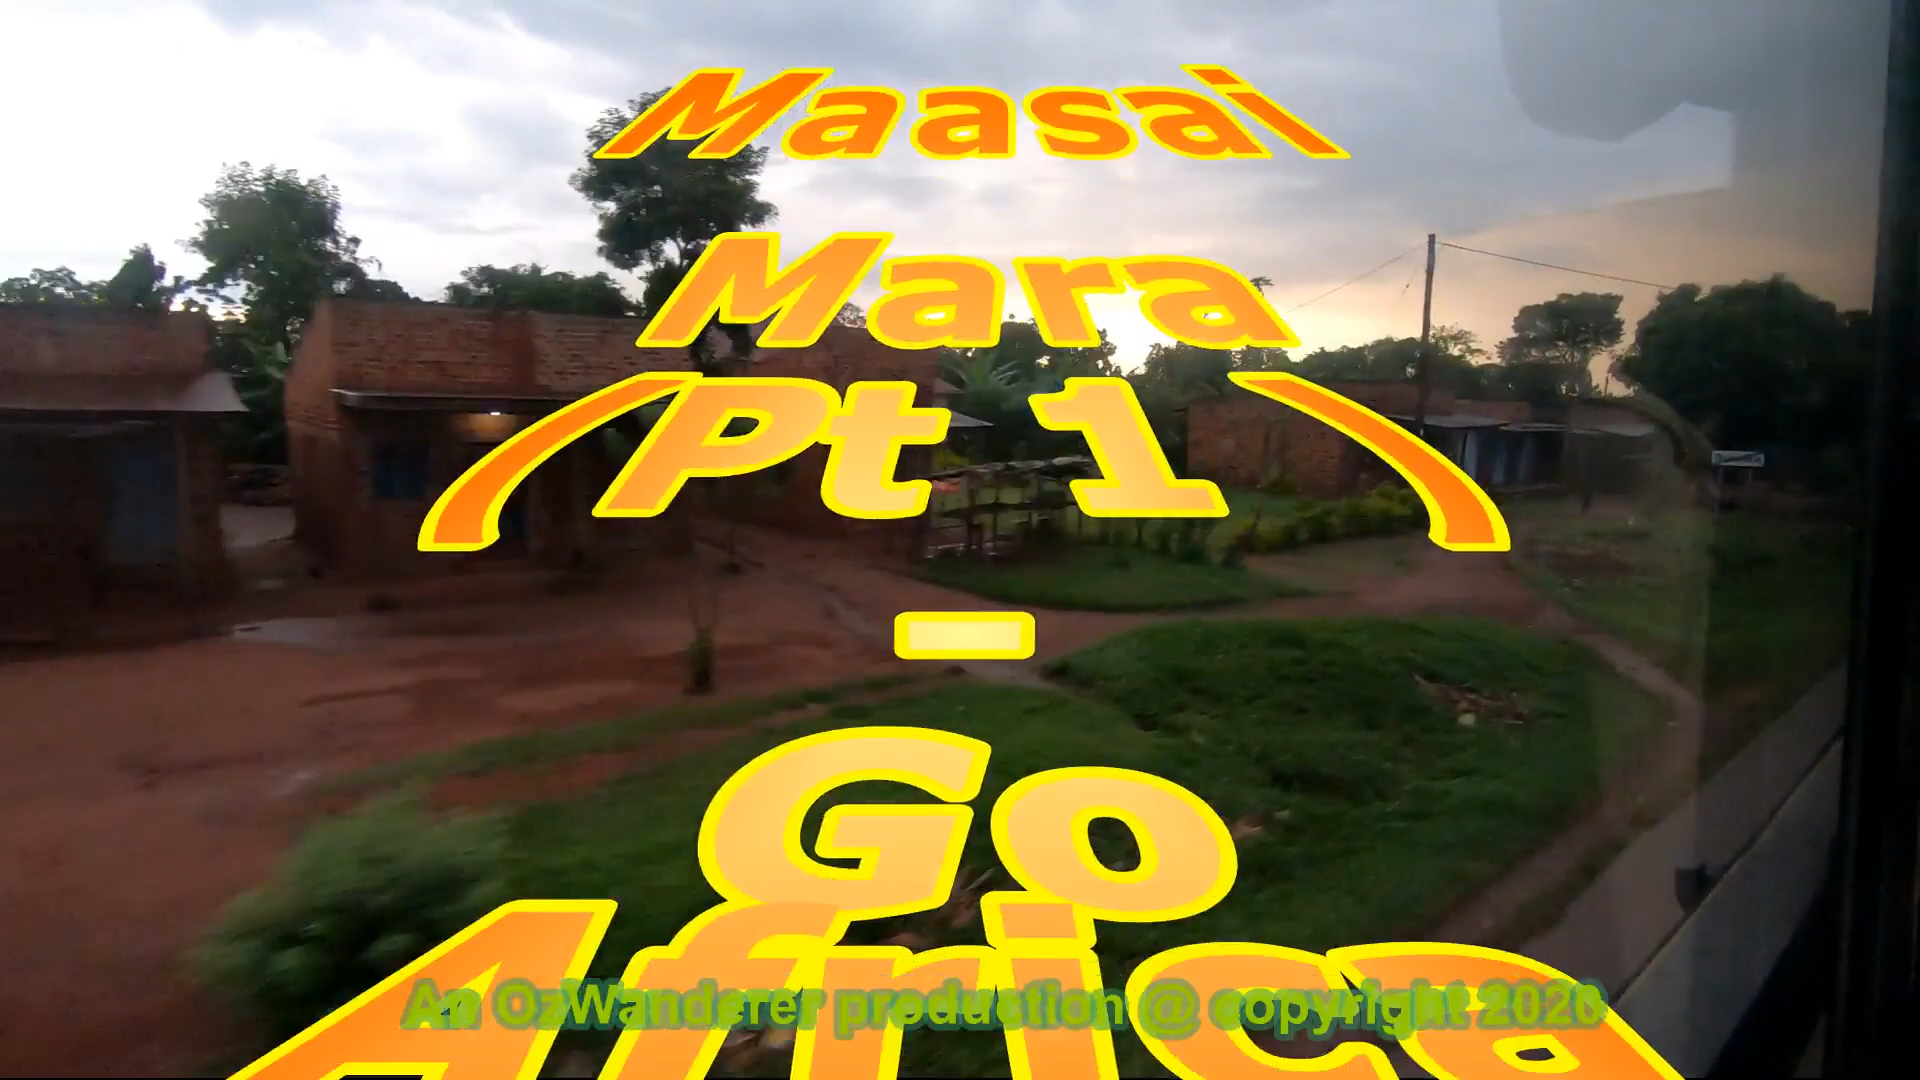 Maasai
Mara
(Pt 1)
-
Go
Africa
An OzWanderer production @ copyright 2020